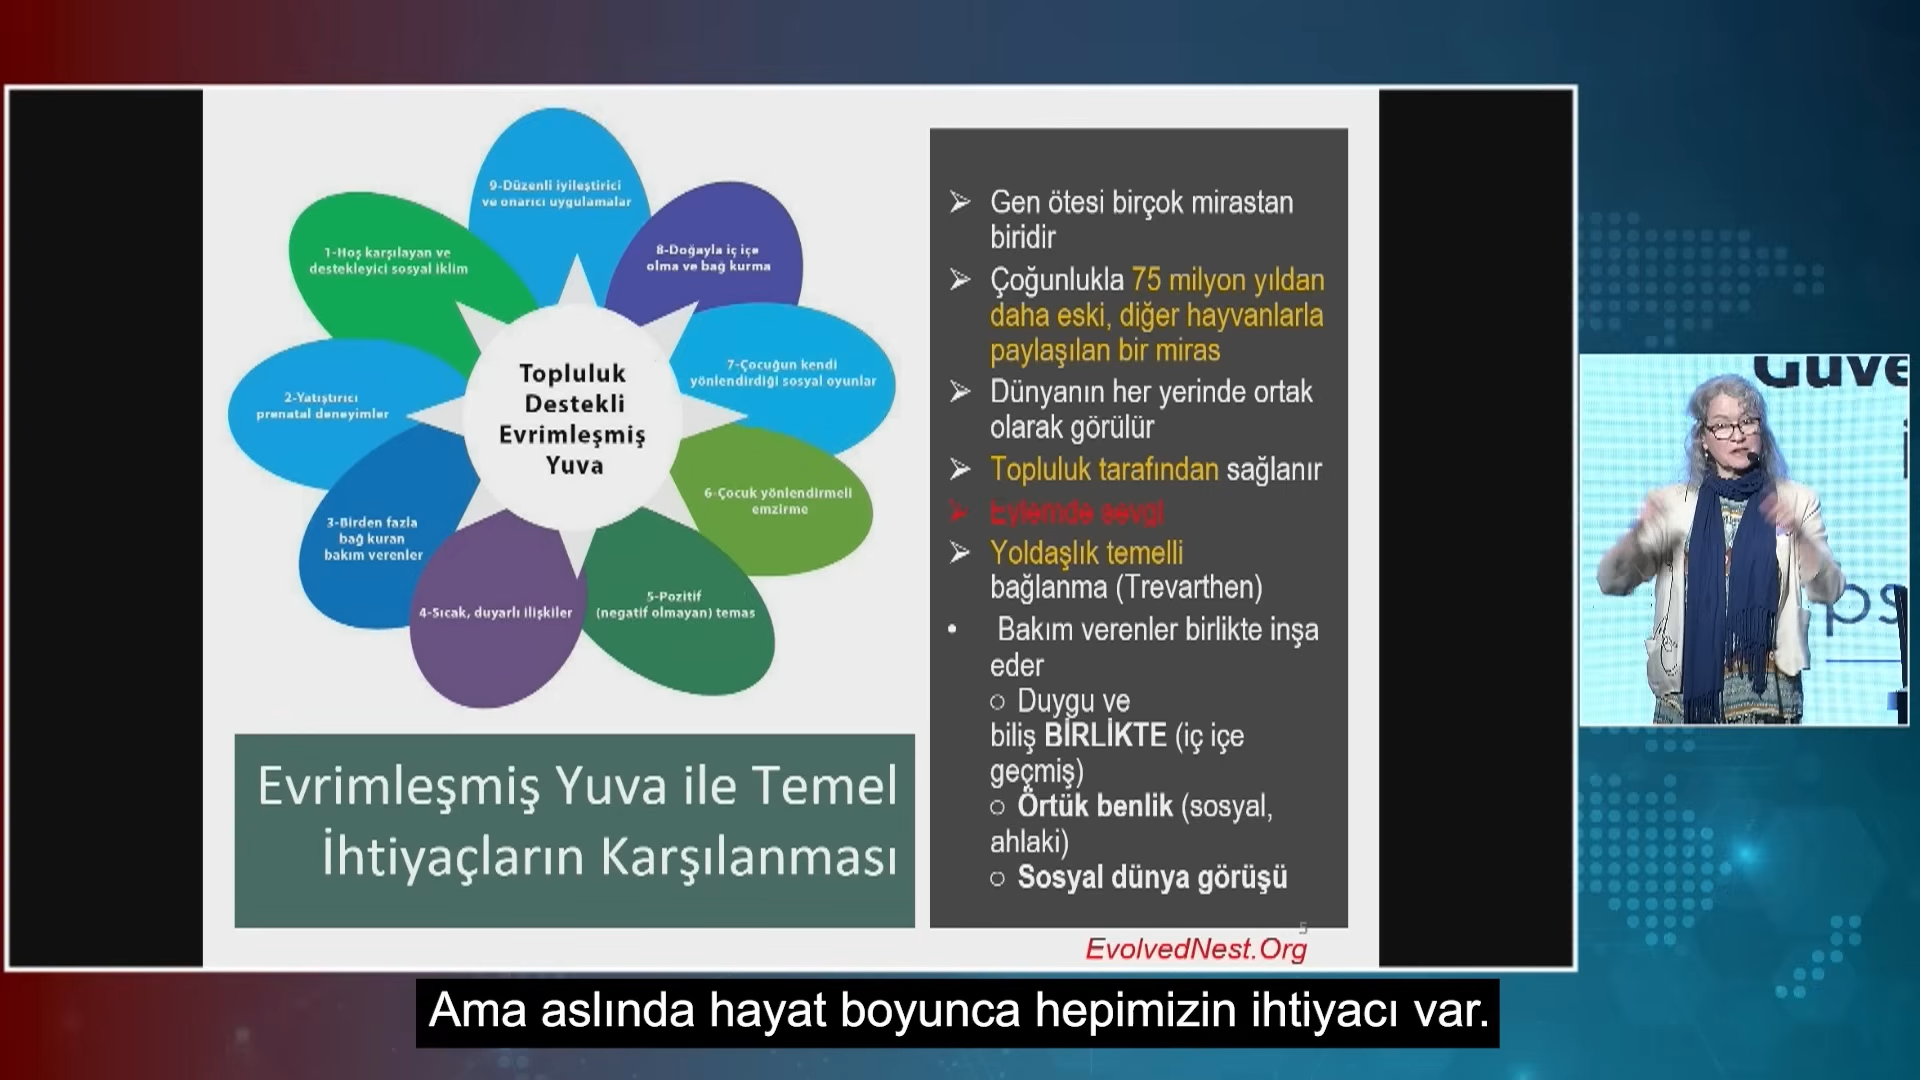 9-Düzenli iyileştirici
ve onarıcı uygulamalar
1-Hoş karşılayan ve
destekleyici sosyal iklim
8-Doğayla iç içe
olma ve bağ kurma
7-Çocuğun kendi
yönlendirdiği sosyal oyunlar
2-Yatıştırıcı
prenatal deneyimler
Topluluk
Destekli
Evrimleşmiş
Yuva
6-Çocuk yönlendirmeli
emzirme
3-Birden fazla
bağ kuran
bakım verenler
4-Sıcak, duyarlı ilişkiler
5-Pozitif
(negatif olmayan) temas
Evrimleşmiş Yuva ile Temel
İhtiyaçların Karşılanması
➢ Gen ötesi birçok mirastan
biridir
➢ Çoğunlukla 75 milyon yıldan
daha eski, diğer hayvanlarla
paylaşılan bir miras
➢ Dünyanın her yerinde ortak
olarak görülür
➢ Topluluk tarafından sağlanır
➢ Eylemde sevgi
➢ Yoldaşlık temelli
bağlanma (Trevarthen)
• Bakım verenler birlikte inşa
eder
○ Duygu ve
biliş BİRLİKTE (iç içe
geçmiş)
○ Örtük benlik (sosyal,
ahlaki)
○ Sosyal dünya görüşü
5
EvolvedNest.Org
Güve
ps
Ama aslında hayat boyunca hepimizin ihtiyacı var.